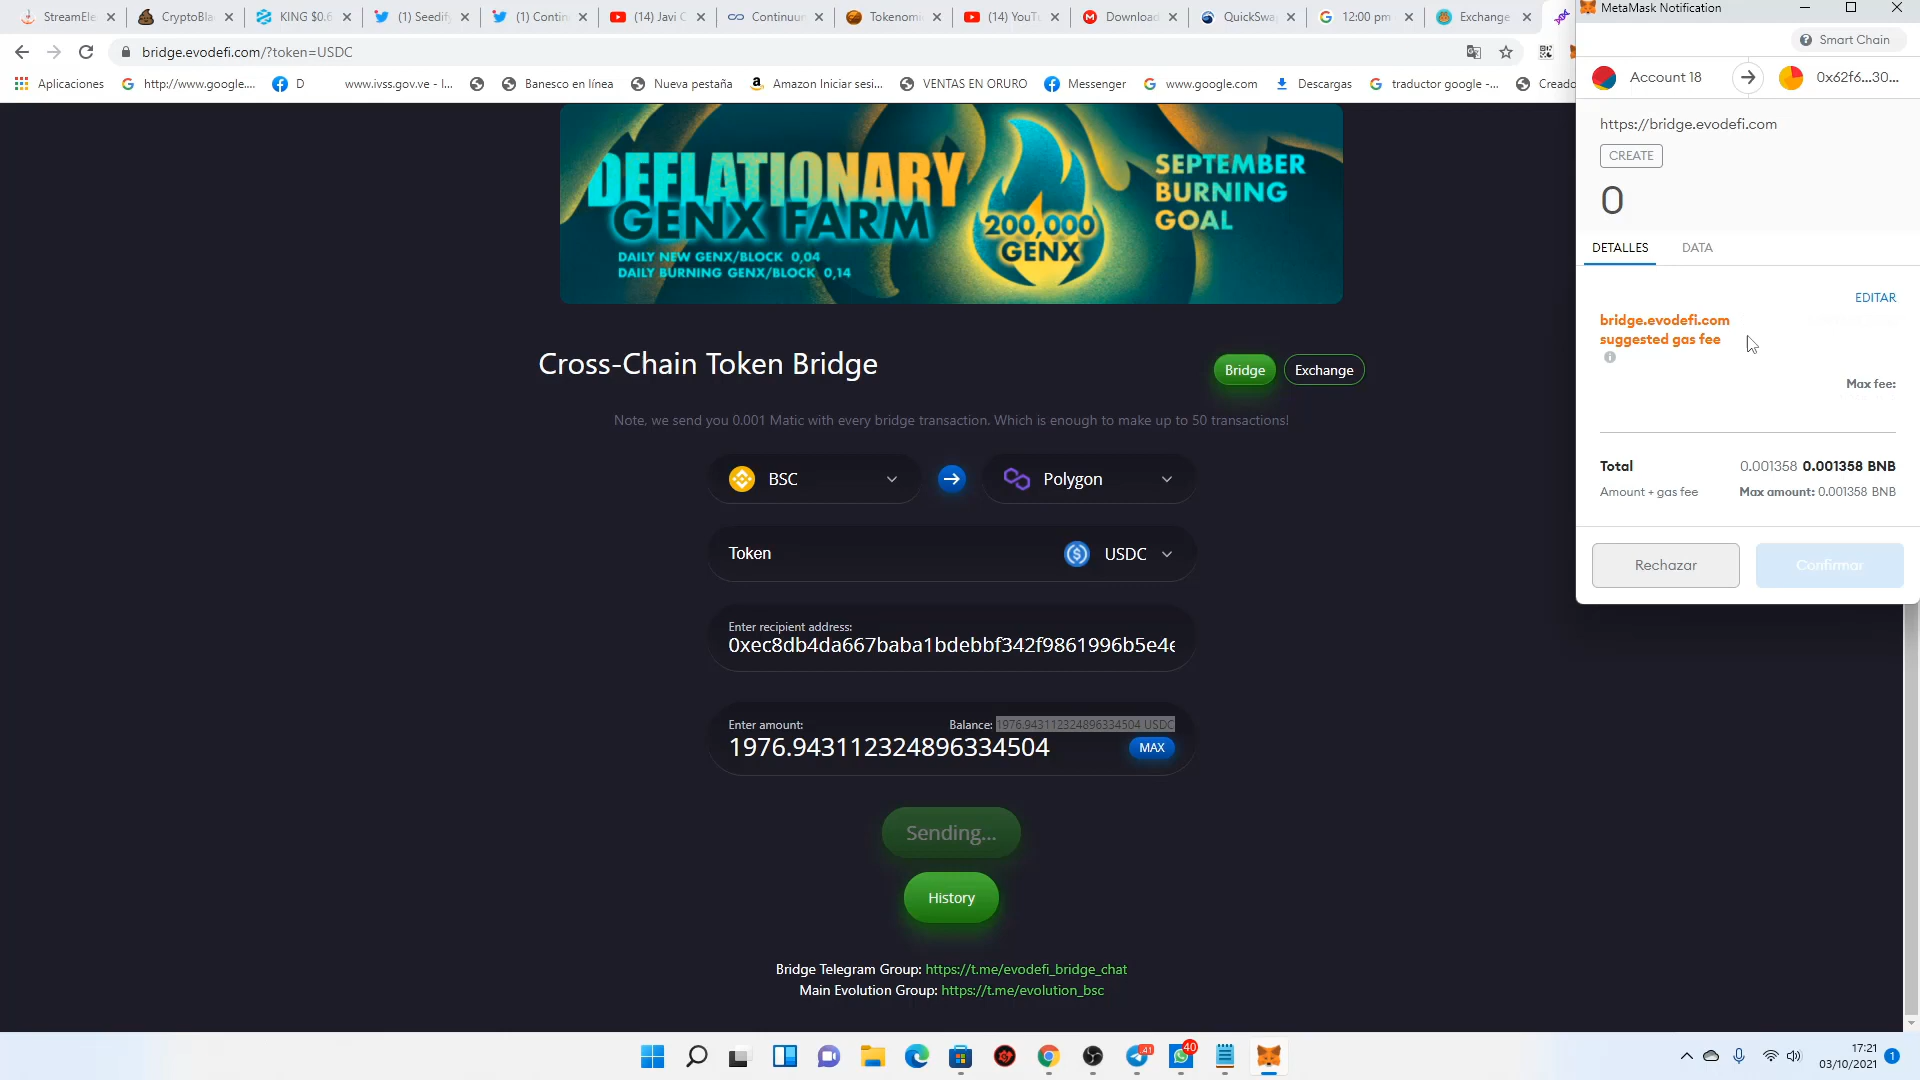 StreamEle
CryptoBla
KING $0.6
(1) Seedify
(1) Contin
(14) Javi C
Continuun
Tokenomi
(14) YouTu
Download
QuickSwa
12:00 pm
Exchange
MetaMask Notification
bridge.evodefi.com/?token=USDC
Smart Chain
Aplicaciones
http://www.google....
D
www.ivss.gov.ve - I...
Banesco en línea
Nueva pestaña
Amazon Iniciar sesi...
VENTAS EN ORURO
Messenger
www.google.com
Descargas
traductor google -...
Creado
Account 18
0x62f6...30...
https://bridge.evodefi.com
CREATE
0
DETALLES
DATA
EDITAR
bridge.evodefi.com
suggested gas fee
Max fee:
Total
0.001358 0.001358 BNB
Amount + gas fee
Max amount: 0.001358 BNB
Rechazar
Confirmar
DEFLATIONARY
GENX FARM
DAILY NEW GENX/BLOCK 0,04
DAILY BURNING GENX/BLOCK 0,14
200,000
GENX
SEPTEMBER
BURNING
GOAL
Cross-Chain Token Bridge
Bridge
Exchange
Note, we send you 0.001 Matic with every bridge transaction. Which is enough to make up to 50 transactions!
BSC
Polygon
Token
USDC
Enter recipient address:
0xec8db4da667baba1bdebbf342f9861996b5e4e
Enter amount:
Balance: 1976.943112324896334504 USDC
1976.943112324896334504
MAX
Sending...
History
Bridge Telegram Group: https://t.me/evodefi_bridge_chat
Main Evolution Group: https://t.me/evolution_bsc
41
40
17:21
03/10/2021
1